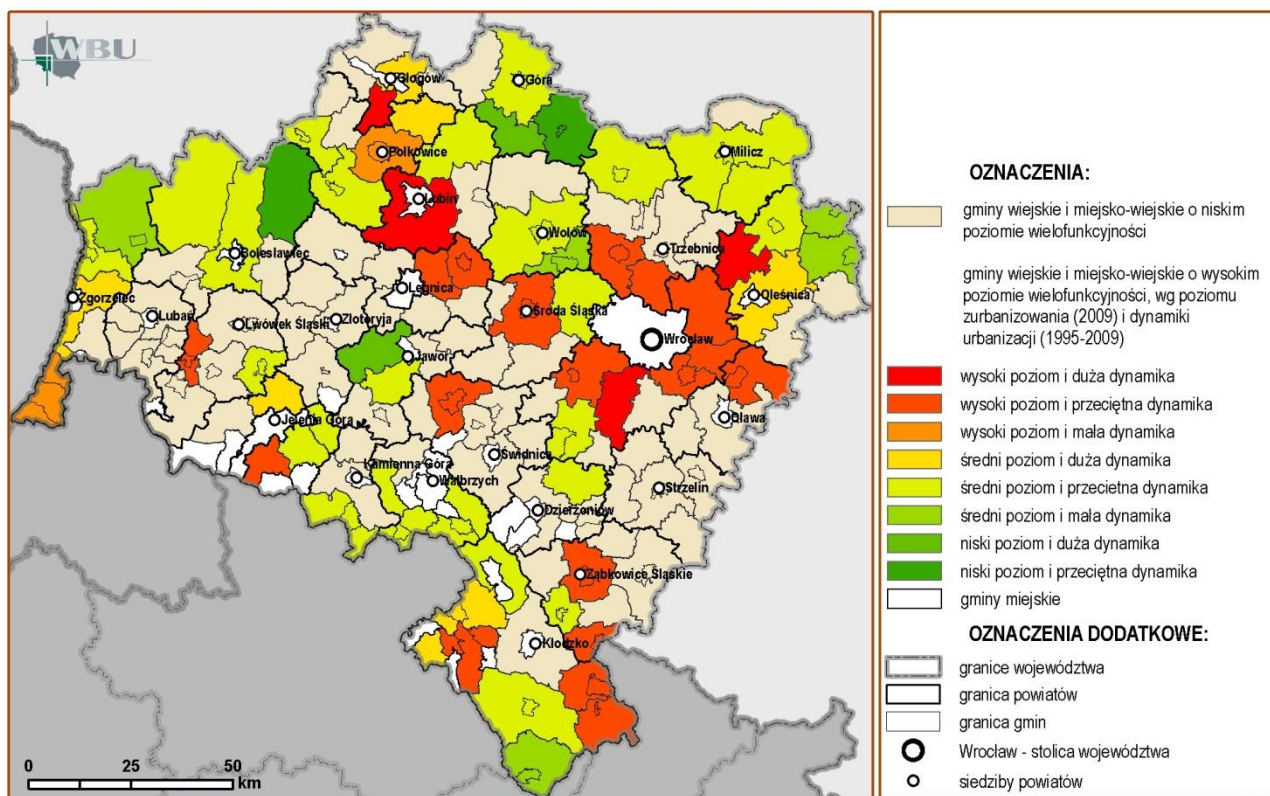 WBU
Głogów
Góra
Polkowice
Milicz
Lubin
Wołów
Trzebnica
Bolesławiec
Oleśnica
Zgorzelec
Legnica
Środa Śląska
Lubań
Lwówek Śląski
Złotoryja
Wrocław
Jawor
Jelenia Góra
Oława
Świdnica
Kamienna Góra
Wałbrzych
Strzelin
Dzierżoniów
Ząbkowice Śląskie
Kłodzko
0 25 50
km
OZNACZENIA:
gminy wiejskie i miejsko-wiejskie o niskim
poziomie wielofunkcyjności
gminy wiejskie i miejsko-wiejskie o wysokim
poziomie wielofunkcyjności, wg poziomu
zurbanizowania (2009) i dynamiki
urbanizacji (1995-2009)
wysoki poziom i duża dynamika
wysoki poziom i przeciętna dynamika
wysoki poziom i mała dynamika
średni poziom i duża dynamika
średni poziom i przecietna dynamika
średni poziom i mała dynamika
niski poziom i duża dynamika
niski poziom i przeciętna dynamika
gminy miejskie
OZNACZENIA DODATKOWE:
granice województwa
granica powiatów
granica gmin
Wrocław - stolica województwa
siedziby powiatów